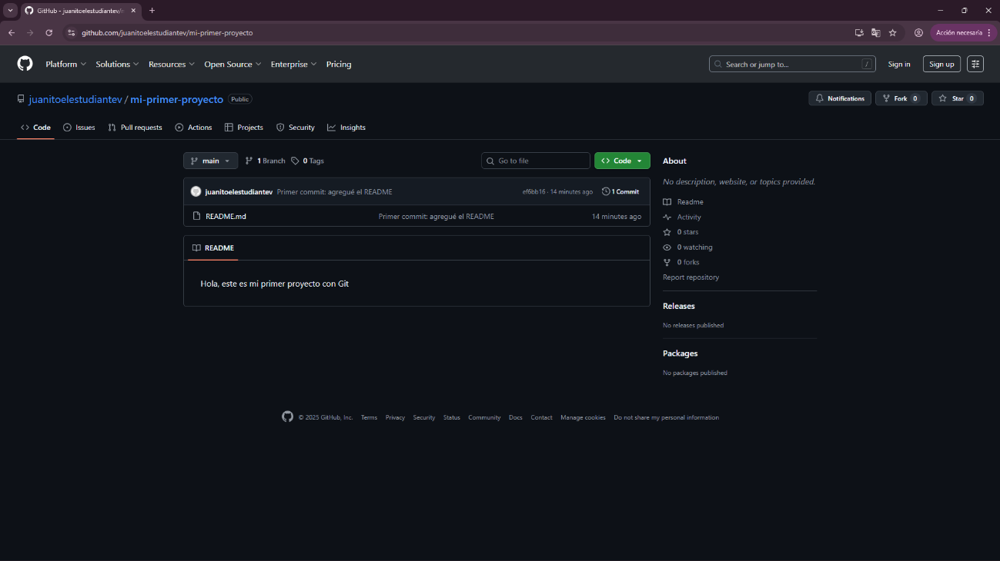 GitHub - juanitoelestudiantev/
github.com/juanitoelestudiantev/mi-primer-proyecto
Acción necesaria
Platform Solutions Resources Open Source Enterprise Pricing
Search or jump to... /
Sign in
Sign up
juanitoelestudiantev / mi-primer-proyecto Public
Notifications Fork 0 Star 0
Code Issues Pull requests Actions Projects Security Insights
main 1 Branch 0 Tags
Go to file
Code
juanitoelestudiantev Primer commit: agregué el README ef6bb16 · 14 minutes ago 1 Commit
README.md Primer commit: agregué el README 14 minutes ago
README
Hola, este es mi primer proyecto con Git
About
No description, website, or topics provided.
Readme
Activity
0 stars
0 watching
0 forks
Report repository
Releases
No releases published
Packages
No packages published
© 2025 GitHub, Inc. Terms Privacy Security Status Community Docs Contact Manage cookies Do not share my personal information